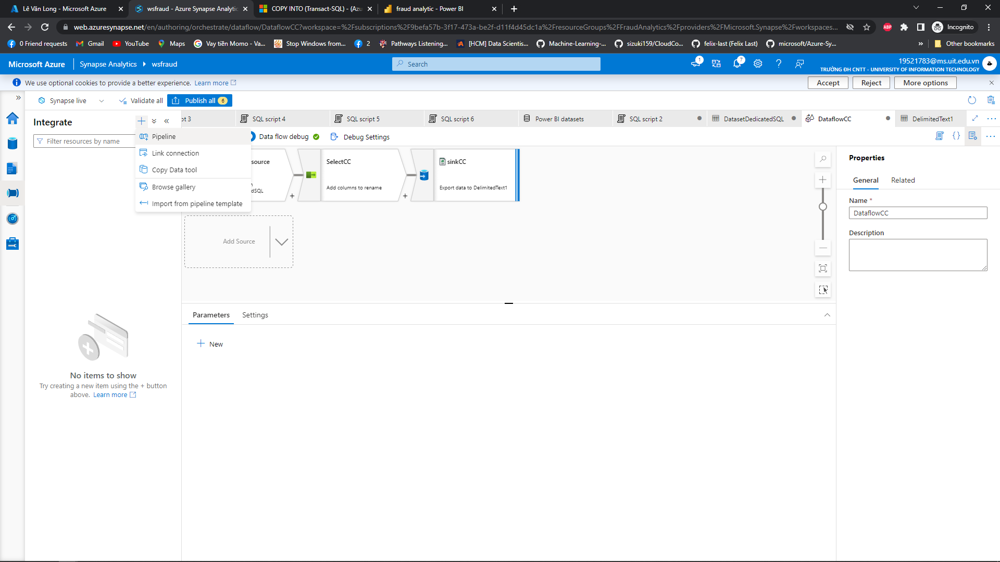 Lê Văn Long - Microsoft Azure
wsfraud - Azure Synapse Analytic
COPY INTO (Transact-SQL) - (Azu
fraud analytic - Power BI
web.azuresynapse.net/en/authoring/orchestrate/dataflow/DataflowCC?workspace=%2Fsubscriptions%2F9befa57b-3f17-473a-be2f-d11f4d45dc1a%2FresourceGroups%2FFraudAnalytics%2Fproviders%2FMicrosoft.Synapse%2Fworkspaces...
ABP
Incognito
0 Friend requests
Gmail
YouTube
Maps
Vay tiền Momo - Va...
Stop Windows from...
2
Pathways Listening...
[HCM] Data Scientis...
Machine-Learning-...
sizuki159/CloudCo...
felix-last (Felix Last)
microsoft/Azure-Sy...
»
Other bookmarks
Microsoft Azure
Synapse Analytics
wsfraud
Search
1
7
19521783@ms.uit.edu.vn
TRƯỜNG ĐH CNTT - UNIVERSITY OF INFORMATION TECHNOLOGY
We use optional cookies to provide a better experience. Learn more
Accept
Reject
More options
Synapse live
Validate all
Publish all 6
Integrate
Filter resources by name
Pipeline
Link connection
Copy Data tool
Browse gallery
Import from pipeline template
pt 3
SQL script 4
SQL script 5
SQL script 6
Power BI datasets
SQL script 2
DatasetDedicatedSQL
DataflowCC
DelimitedText1
Data flow debug
Debug Settings
source
dSQL
+
SelectCC
Add columns to rename
+
sinkCC
Export data to DelimitedText1
Add Source
Properties
General
Related
Name *
DataflowCC
Description
Parameters
Settings
New
No items to show
Try creating a new item using the + button
above. Learn more